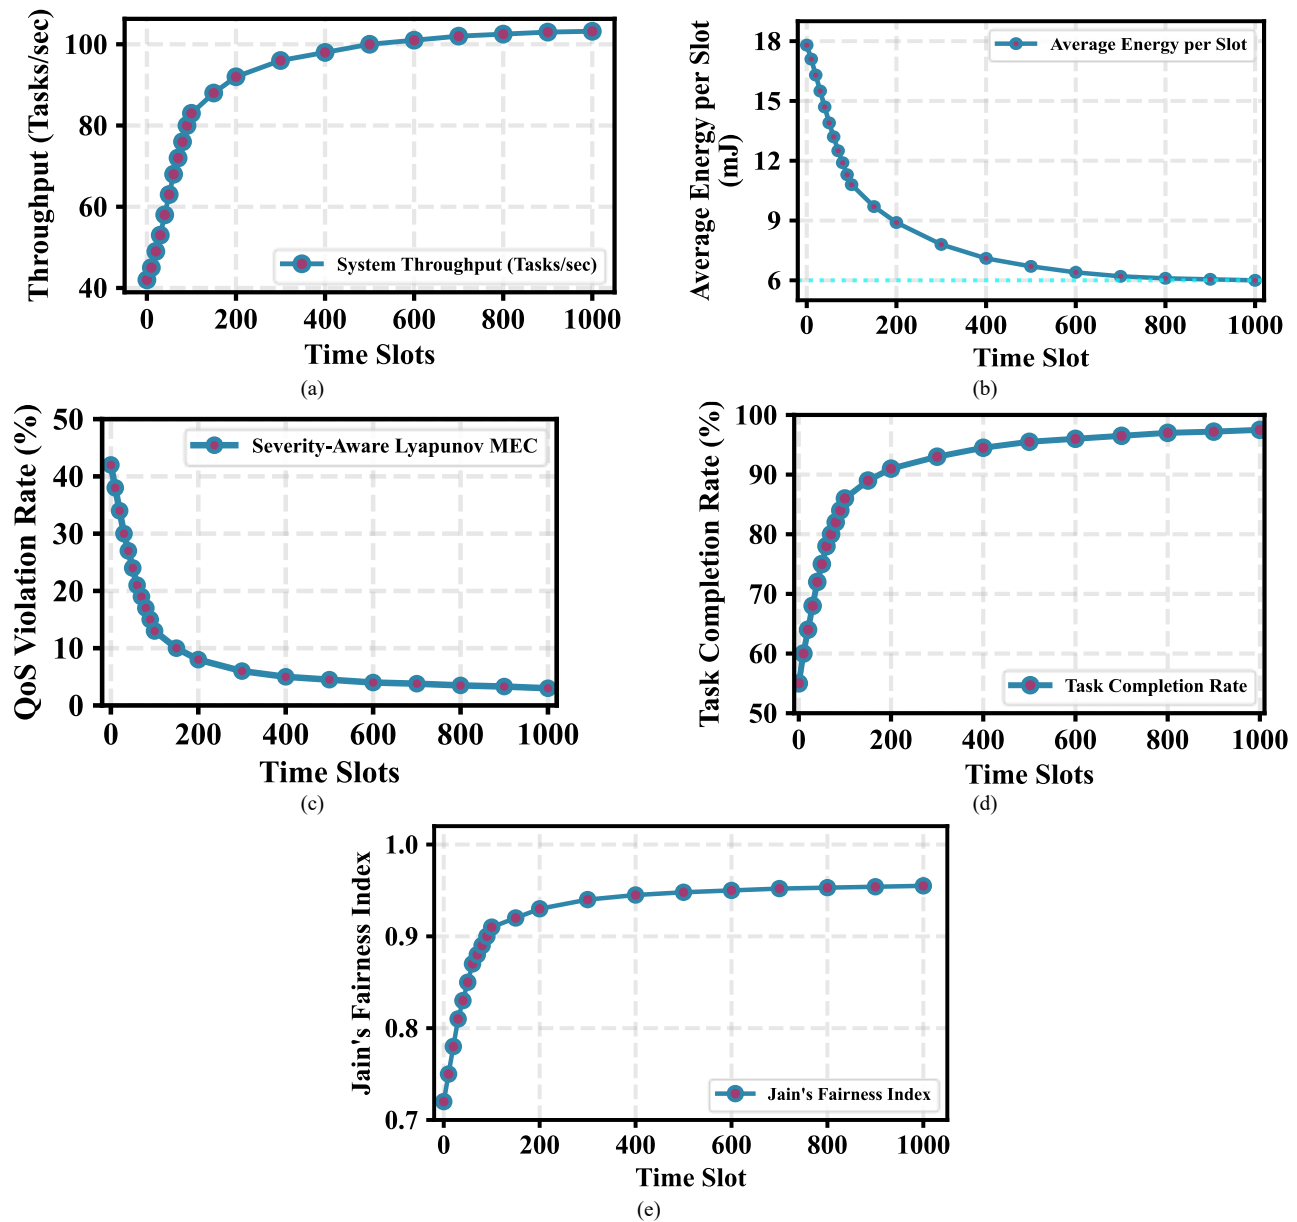 Throughput (Tasks/sec)
100
80
60
40
System Throughput (Tasks/sec)
0 200 400 600 800 1000
Time Slots
(a)
Average Energy per Slot
(mJ)
18
15
12
9
6
Average Energy per Slot
0 200 400 600 800 1000
Time Slot
(b)
QoS Violation Rate (%)
50
40
30
20
10
0
Severity-Aware Lyapunov MEC
0 200 400 600 800 1000
Time Slots
(c)
Task Completion Rate (%)
100
90
80
70
60
50
Task Completion Rate
0 200 400 600 800 1000
Time Slots
(d)
Jain's Fairness Index
1.0
0.9
0.8
0.7
Jain's Fairness Index
0 200 400 600 800 1000
Time Slot
(e)